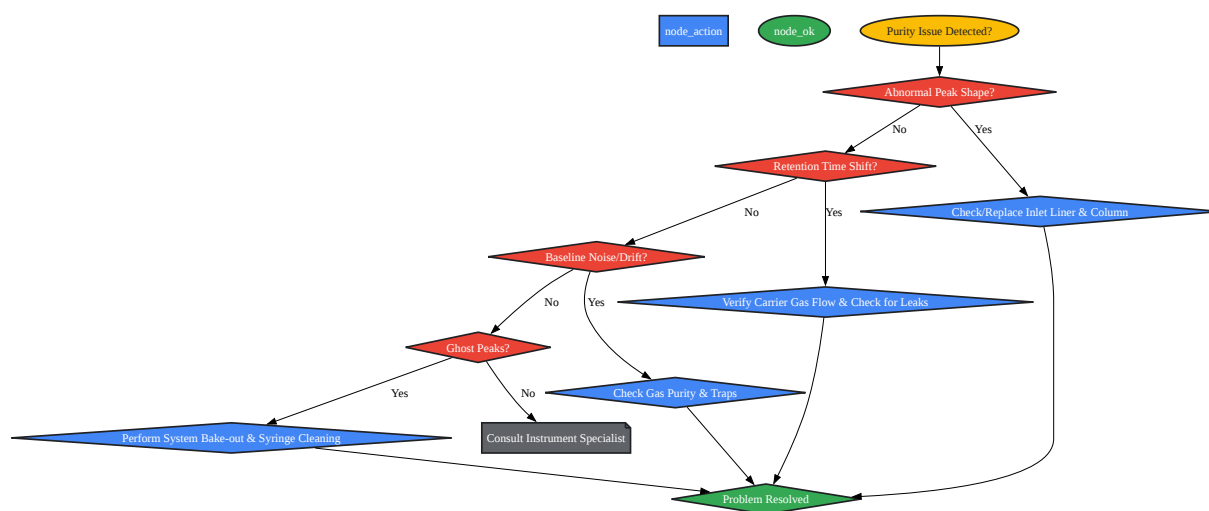 node_action
node_ok
Purity Issue Detected?
Abnormal Peak Shape?
No
Yes
Retention Time Shift?
No
Yes
Check/Replace Inlet Liner & Column
Baseline Noise/Drift?
No
Yes
Verify Carrier Gas Flow & Check for Leaks
Ghost Peaks?
Yes
No
Check Gas Purity & Traps
Perform System Bake-out & Syringe Cleaning
Consult Instrument Specialist
Problem Resolved